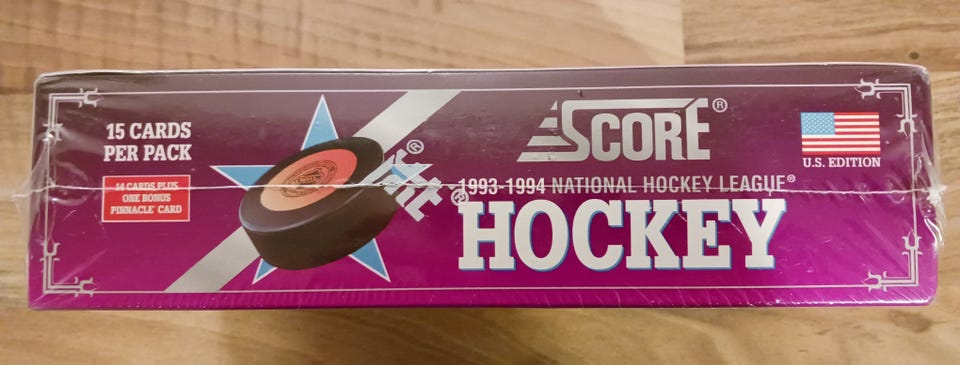 15 CARDS
PER PACK
14 CARDS PLUS
ONE BONUS
PINNACLE CARD
SCORE®
1993-1994 NATIONAL HOCKEY LEAGUE®
HOCKEY
U.S. EDITION